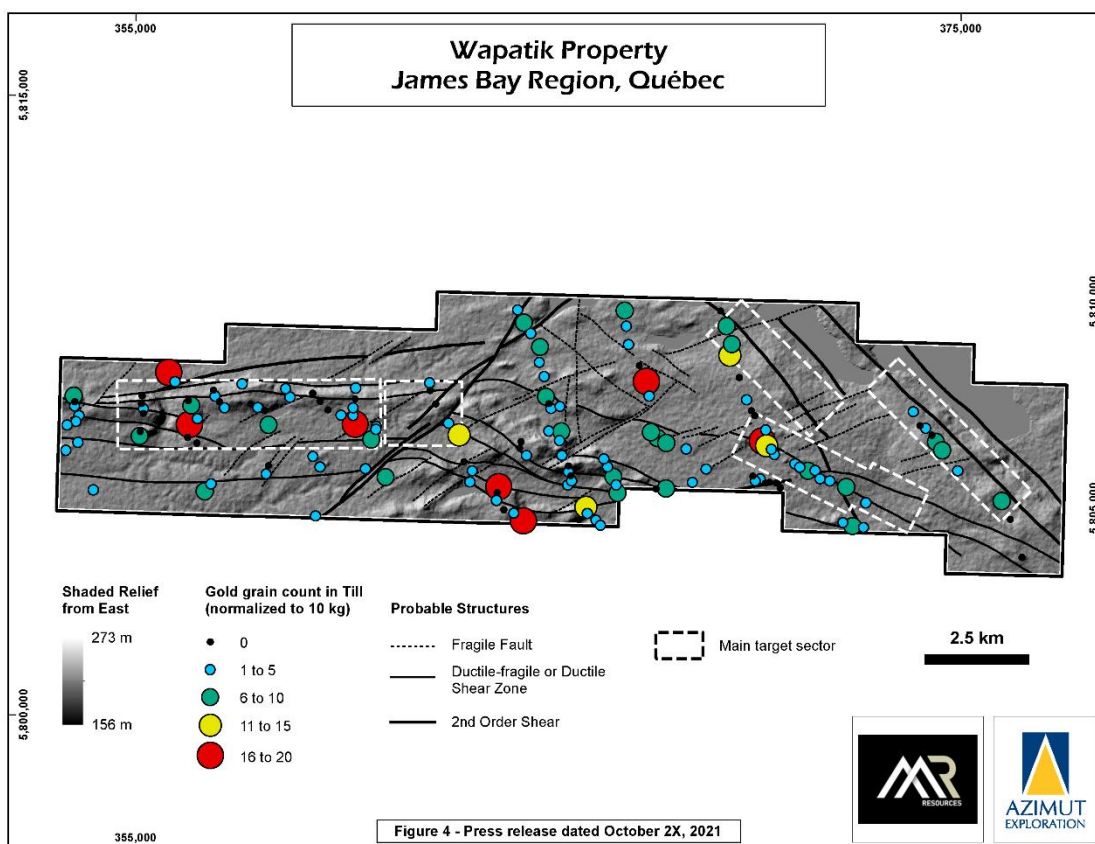 355,000
375,000
Wapatik Property
James Bay Region, Québec
5,815,000
5,810,000
5,805,000
Shaded Relief
from East
273 m
156 m
Gold grain count in Till
(normalized to 10 kg)
0
1 to 5
6 to 10
11 to 15
16 to 20
Probable Structures
Fragile Fault
Ductile-fragile or Ductile
Shear Zone
2nd Order Shear
Main target sector
2.5 km
5,800,000
MR
RESOURCES
AZIMUT
EXPLORATION
355,000
Figure 4 - Press release dated October 2X, 2021